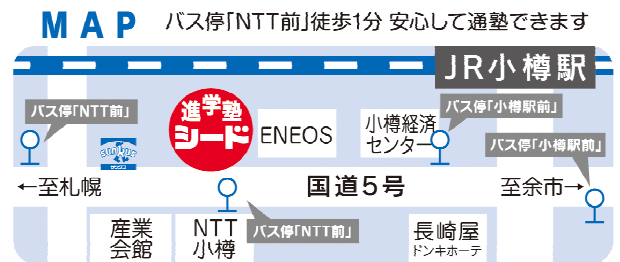 MAP バス停「NTT前」徒歩1分 安心して通塾できます
JR小樽駅
バス停「NTT前」
進学塾
シード
ENEOS
小樽経済
センター
バス停「小樽駅前」
バス停「小樽駅前」
←至札幌
国道5号
至余市→
産業
会館
NTT
小樽
バス停「NTT前」
長崎屋
ドンキホーテ